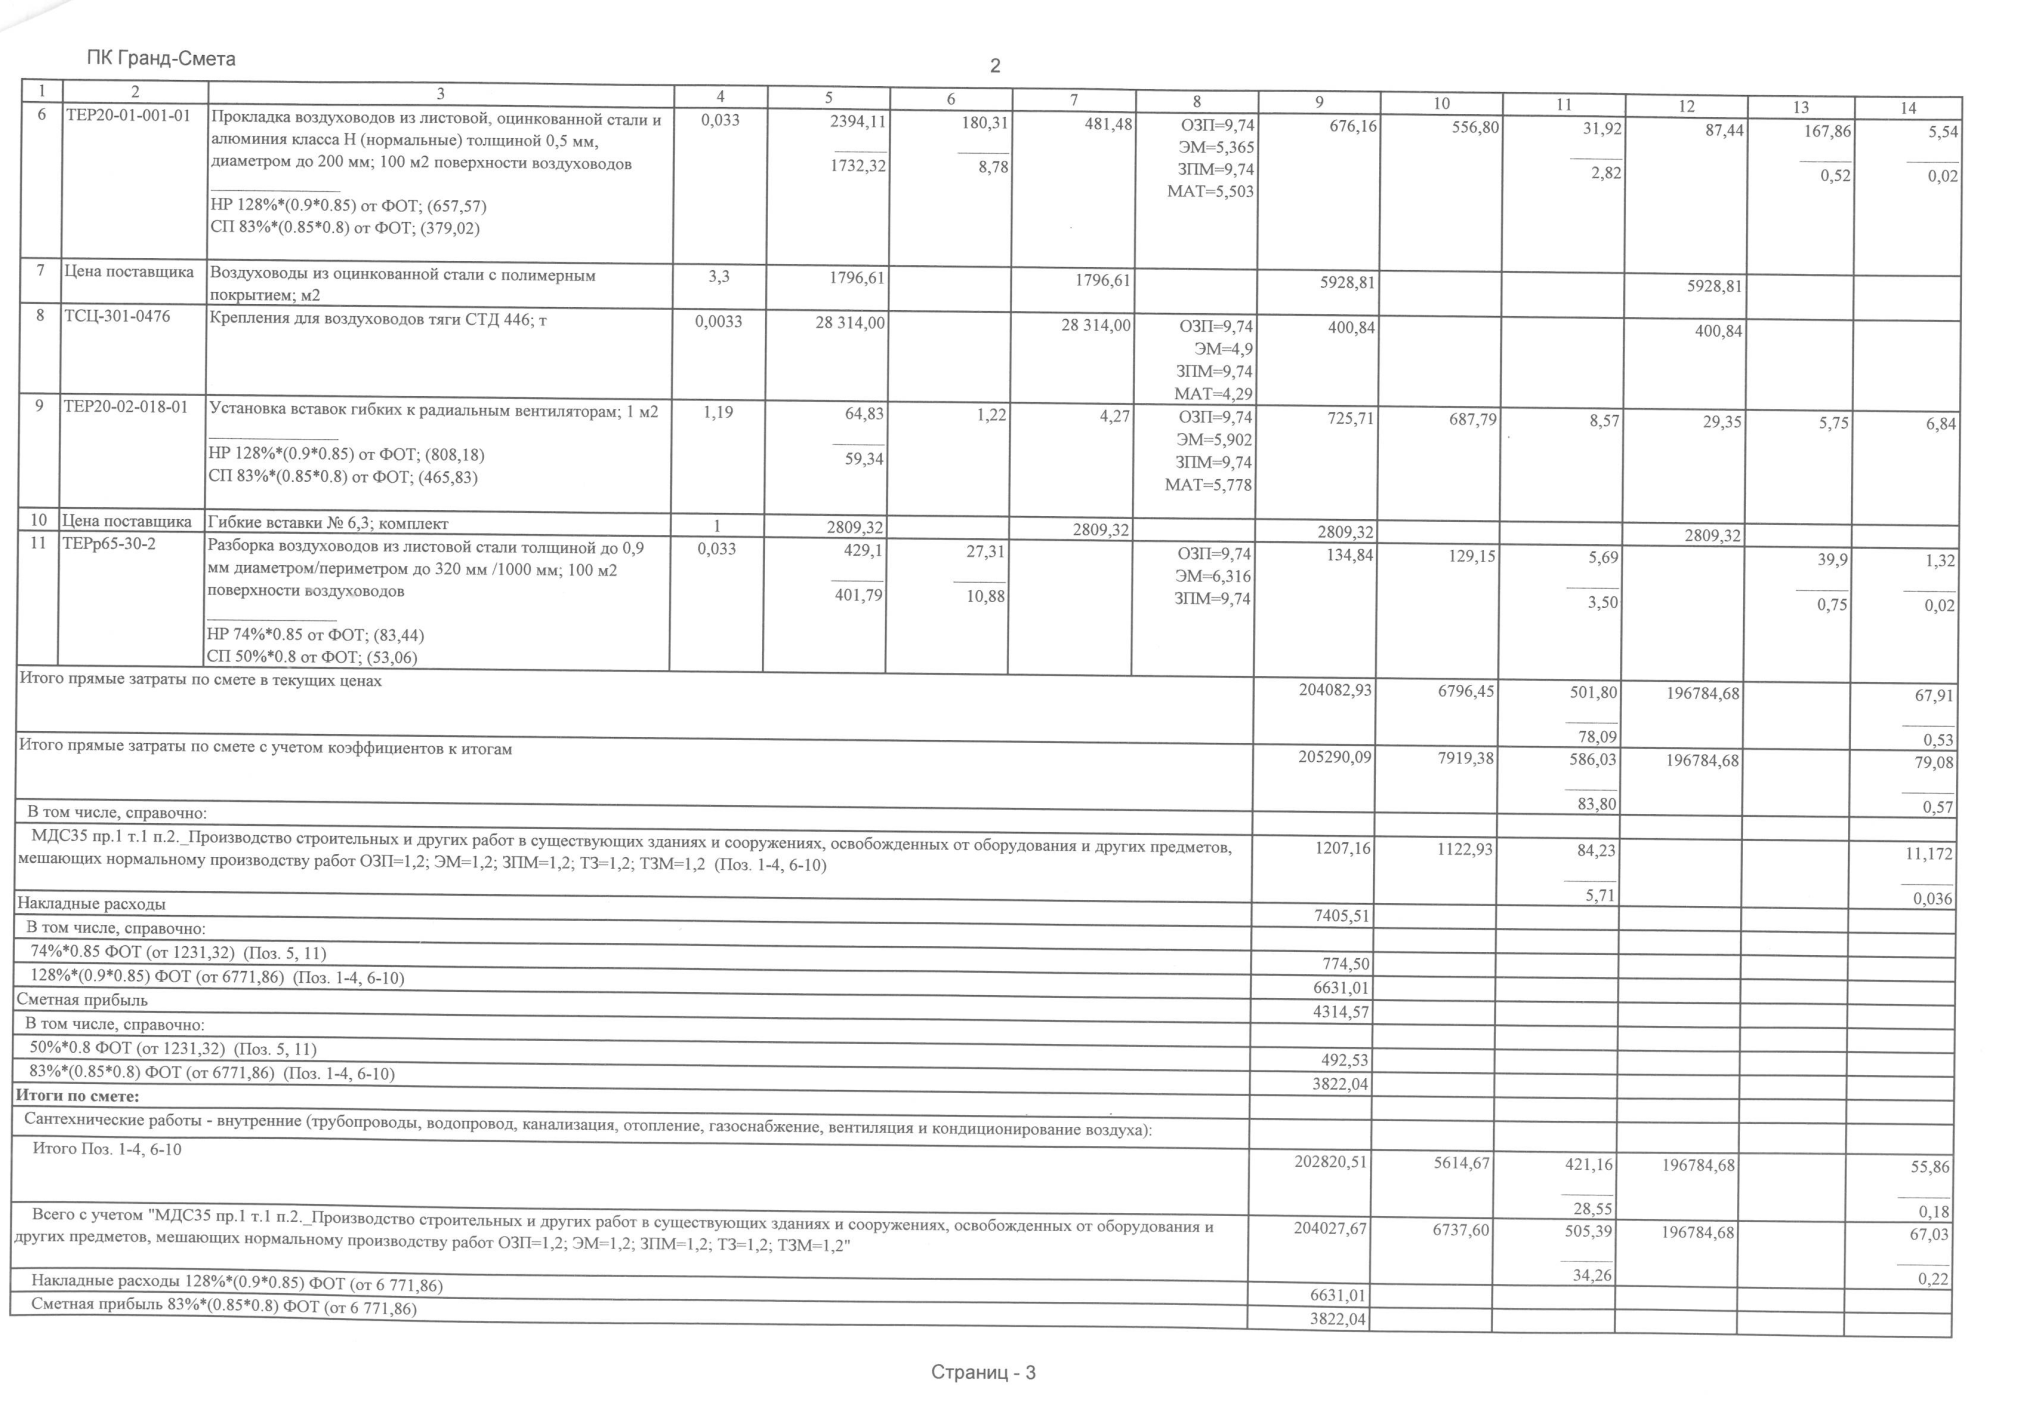 ПК Гранд-Смета
2
1 2 3 4 5 6 7 8 9 10 11 12 13 14
6 ТЕР20-01-001-01 Прокладка воздуховодов из листовой, оцинкованной стали и 0,033 2394,11 180,31 481,48 ОЗП=9,74 676,16 556,80 31,92 87,44 167,86 5,54
алюминия класса Н (нормальные) толщиной 0,5 мм, ЭМ=5,365
диаметром до 200 мм; 100 м2 поверхности воздуховодов 1732,32 8,78 ЗПМ=9,74 2,82 0,52 0,02
МАТ=5,503
НР 128%*(0.9*0.85) от ФОТ; (657,57)
СП 83%*(0.85*0.8) от ФОТ; (379,02)
7 Цена поставщика Воздуховоды из оцинкованной стали с полимерным 3,3 1796,61 1796,61 5928,81 5928,81
покрытием; м2
8 ТСЦ-301-0476 Крепления для воздуховодов тяги СТД 446; т 0,0033 28 314,00 28 314,00 ОЗП=9,74 400,84 400,84
ЭМ=4,9
ЗПМ=9,74
МАТ=4,29
9 ТЕР20-02-018-01 Установка вставок гибких к радиальным вентиляторам; 1 м2 1,19 64,83 1,22 4,27 ОЗП=9,74 725,71 687,79 8,57 29,35 5,75 6,84
ЭМ=5,902
НР 128%*(0.9*0.85) от ФОТ; (808,18) 59,34 ЗПМ=9,74
СП 83%*(0.85*0.8) от ФОТ; (465,83) МАТ=5,778
10 Цена поставщика Гибкие вставки № 6,3; комплект 1 2809,32 2809,32 2809,32 2809,32
11 ТЕРр65-30-2 Разборка воздуховодов из листовой стали толщиной до 0,9 0,033 429,1 27,31 ОЗП=9,74 134,84 129,15 5,69 39,9 1,32
мм диаметром/периметром до 320 мм /1000 мм; 100 м2 ЭМ=6,316
поверхности воздуховодов 401,79 10,88 ЗПМ=9,74 3,50 0,75 0,02
НР 74%*0.85 от ФОТ; (83,44)
СП 50%*0.8 от ФОТ; (53,06)
Итого прямые затраты по смете в текущих ценах 204082,93 6796,45 501,80 196784,68 67,91
78,09 0,53
Итого прямые затраты по смете с учетом коэффициентов к итогам 205290,09 7919,38 586,03 196784,68 79,08
83,80 0,57
В том числе, справочно:
МДС35 пр.1 т.1 п.2._Производство строительных и других работ в существующих зданиях и сооружениях, освобожденных от оборудования и других предметов, 1207,16 1122,93 84,23 11,172
мешающих нормальному производству работ ОЗП=1,2; ЭМ=1,2; ЗПМ=1,2; ТЗ=1,2; ТЗМ=1,2 (Поз. 1-4, 6-10)
5,71 0,036
Накладные расходы 7405,51
В том числе, справочно:
74%*0.85 ФОТ (от 1231,32) (Поз. 5, 11) 774,50
128%*(0.9*0.85) ФОТ (от 6771,86) (Поз. 1-4, 6-10) 6631,01
Сметная прибыль 4314,57
В том числе, справочно:
50%*0.8 ФОТ (от 1231,32) (Поз. 5, 11) 492,53
83%*(0.85*0.8) ФОТ (от 6771,86) (Поз. 1-4, 6-10) 3822,04
Итоги по смете:
Сантехнические работы - внутренние (трубопроводы, водопровод, канализация, отопление, газоснабжение, вентиляция и кондиционирование воздуха):
Итого Поз. 1-4, 6-10 202820,51 5614,67 421,16 196784,68 55,86
28,55 0,18
Всего с учетом "МДС35 пр.1 т.1 п.2._Производство строительных и других работ в существующих зданиях и сооружениях, освобожденных от оборудования и 204027,67 6737,60 505,39 196784,68 67,03
других предметов, мешающих нормальному производству работ ОЗП=1,2; ЭМ=1,2; ЗПМ=1,2; ТЗ=1,2; ТЗМ=1,2"
34,26 0,22
Накладные расходы 128%*(0.9*0.85) ФОТ (от 6 771,86) 6631,01
Сметная прибыль 83%*(0.85*0.8) ФОТ (от 6 771,86) 3822,04
Страниц - 3